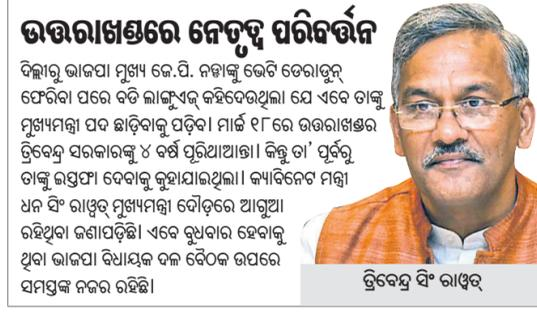 ଉତ୍ତରାଖଣ୍ଡରେ ନେତୃତ୍ୱ ପରିବର୍ତ୍ତନ
ଦିଲ୍ଲୀରୁ ଭାଜପା ମୁଖ୍ୟ ଜେ.ପି. ନଡ୍ଡାଙ୍କୁ ଭେଟି ଡେରାଡୁନ୍
ଫେରିବା ପରେ ବଡି ଲାଙ୍ଗୁଏଜ୍ କହିଦେଉଥିଲା ଯେ ଏବେ ତାଙ୍କୁ
ମୁଖ୍ୟମନ୍ତ୍ରୀ ପଦ ଛାଡ଼ିବାକୁ ପଡ଼ିବ। ମାର୍ଚ୍ଚ ୧୮ରେ ଉତ୍ତରାଖଣ୍ଡର
ତ୍ରିବେନ୍ଦ୍ର ସରକାରଙ୍କୁ ୪ ବର୍ଷ ପୂରିଥାଆନ୍ତା। କିନ୍ତୁ ତା' ପୂର୍ବରୁ
ତାଙ୍କୁ ଇସ୍ତଫା ଦେବାକୁ କୁହାଯାଇଥିଲା। କ୍ୟାବିନେଟ ମନ୍ତ୍ରୀ
ଧନ ସିଂ ରାୱତ୍ ମୁଖ୍ୟମନ୍ତ୍ରୀ ଦୌଡ଼ରେ ଆଗୁଆ
ରହିଥିବା ଜଣାପଡ଼ିଛି। ଏବେ ବୁଧବାର ହେବାକୁ
ଥିବା ଭାଜପା ବିଧାୟକ ଦଳ ବୈଠକ ଉପରେ
ସମସ୍ତଙ୍କ ନଜର ରହିଛି।
ତ୍ରିବେନ୍ଦ୍ର ସିଂ ରାୱତ୍